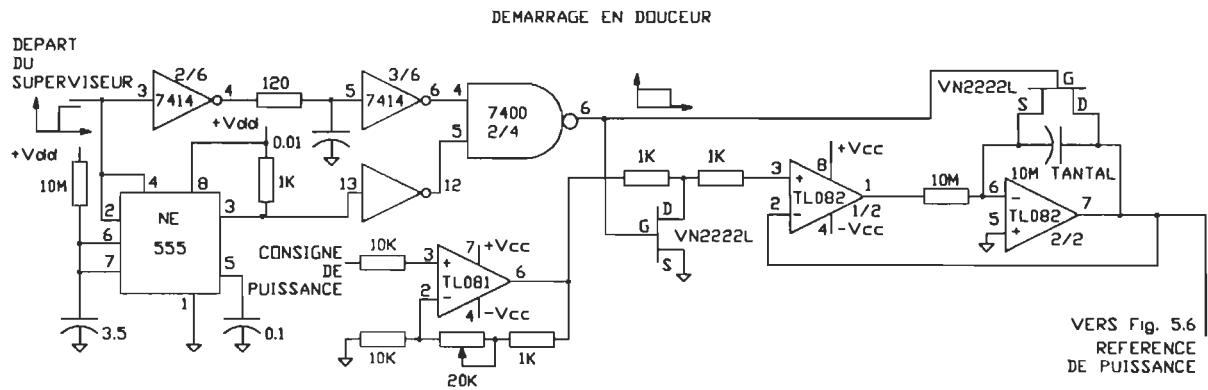 DEMARRAGE EN DOUCEUR
DEPART
DU
SUPERVISEUR
3
2/6
7414
4
120
5
3/6
7414
6
4
5
7400
2/4
6
+Vdd
0.01
1K
+Vdd
10M
4
8
2
NE
555
3
6
7
5
1
3.5
0.1
13
12
CONSIGNE
DE
PUISSANCE
10K
3
+
TL081
2
-
7
+Vcc
6
4
-Vcc
10K
20K
1K
1K
1K
D
G
VN2222L
S
3
+
8
+Vcc
TL082
1
2
-
1/2
4
-Vcc
10M
VN2222L
G
S
D
10M TANTAL
6
-
TL082
7
5
+
2/2
VERS Fig. 5.6
REFERENCE
DE PUISSANCE